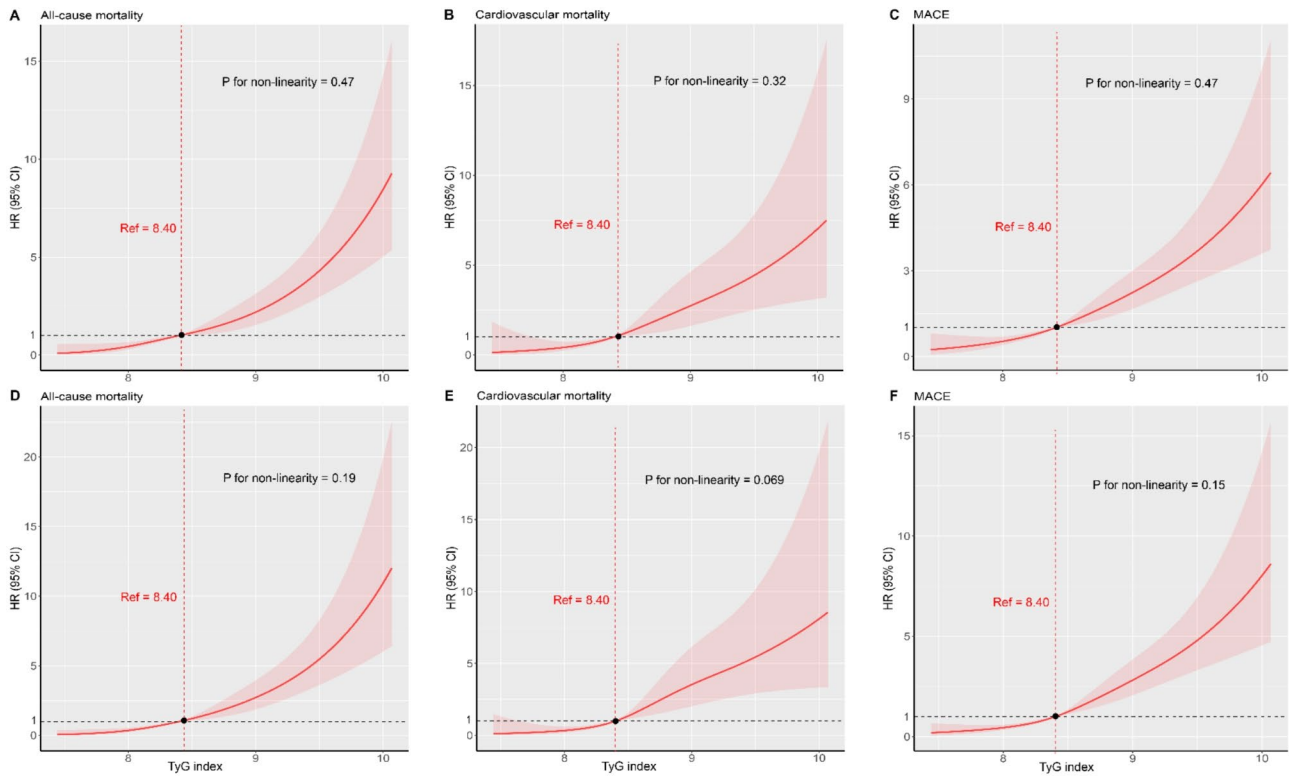 A All-cause mortality
15
10
5
1
0
HR (95% CI)
P for non-linearity = 0.47
Ref = 8.40
8 9 10
B Cardiovascular mortality
15
10
5
1
0
HR (95% CI)
P for non-linearity = 0.32
Ref = 8.40
8 9 10
C MACE
9
6
3
1
0
HR (95% CI)
P for non-linearity = 0.47
Ref = 8.40
8 9 10
D All-cause mortality
20
15
10
5
1
0
HR (95% CI)
P for non-linearity = 0.19
Ref = 8.40
8 9 10
TyG index
E Cardiovascular mortality
20
15
10
5
1
0
HR (95% CI)
P for non-linearity = 0.069
Ref = 8.40
8 9 10
TyG index
F MACE
15
10
5
1
0
HR (95% CI)
P for non-linearity = 0.15
Ref = 8.40
8 9 10
TyG index